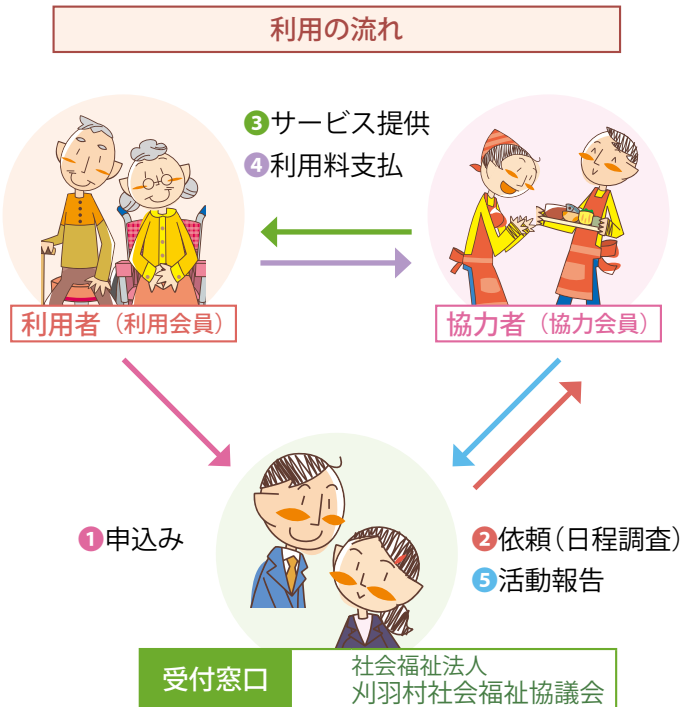 利用の流れ
❸サービス提供
❹利用料支払
利用者（利用会員）
協力者（協力会員）
❶申込み
❷依頼（日程調査）
❺活動報告
受付窓口
社会福祉法人
刈羽村社会福祉協議会